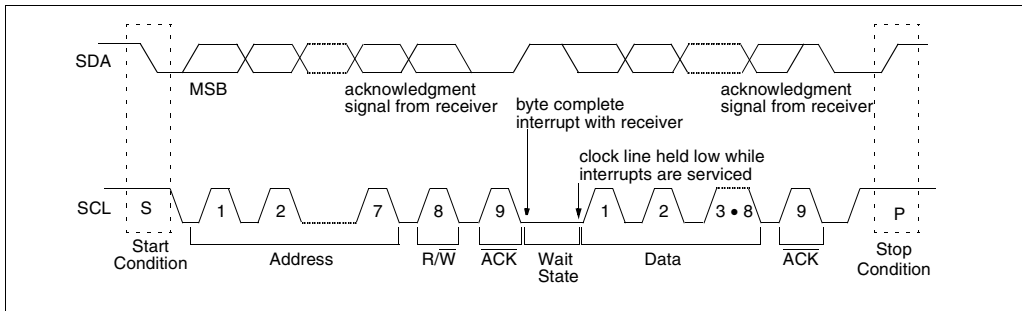 SDA
MSB
acknowledgment
signal from receiver
byte complete
interrupt with receiver
acknowledgment
signal from receiver
clock line held low while
interrupts are serviced
SCL S 1 2 7 8 9 1 2 3 • 8 9 P
Start
Condition
Address
R/W̅
A̅C̅K̅
Wait
State
Data
A̅C̅K̅
Stop
Condition